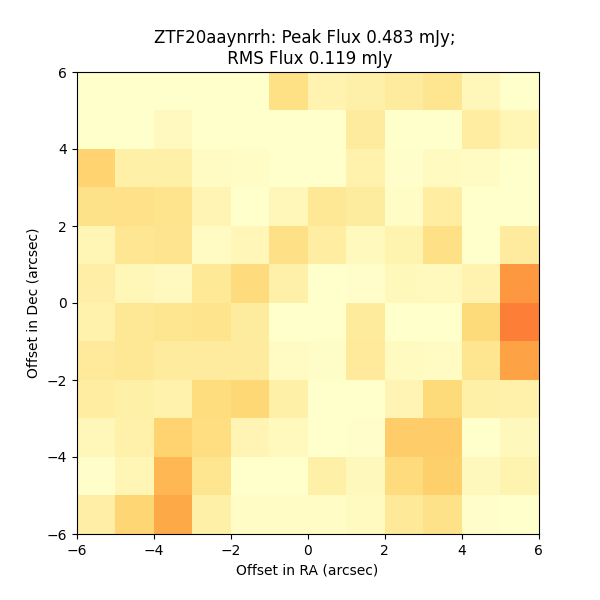 ZTF20aaynrrh: Peak Flux 0.483 mJy;
RMS Flux 0.119 mJy
6
4
2
0
−2
−4
−6
Offset in Dec (arcsec)
−6 −4 −2 0 2 4 6
Offset in RA (arcsec)